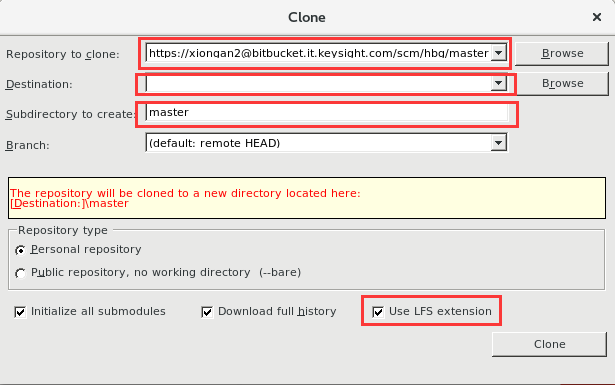 Clone
Repository to clone: https://xiongan2@bitbucket.it.keysight.com/scm/hbg/master Browse
Destination: Browse
Subdirectory to create: master
Branch: (default: remote HEAD)
The repository will be cloned to a new directory located here:
[Destination:]\master
Repository type
Personal repository
Public repository, no working directory (--bare)
Initialize all submodules Download full history Use LFS extension
Clone